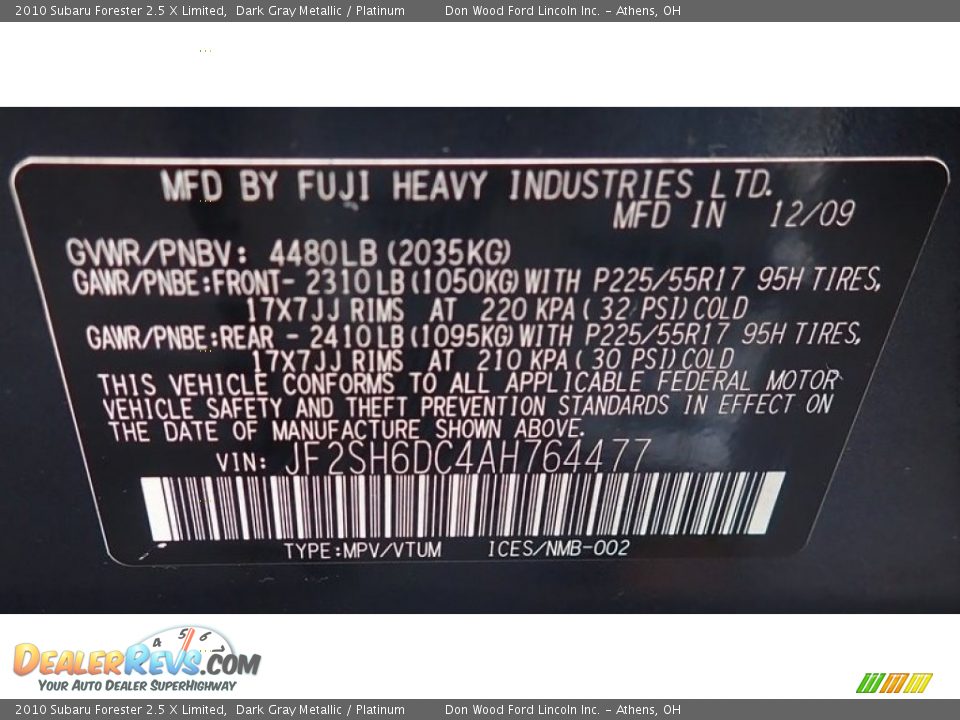 2010 Subaru Forester 2.5 X Limited, Dark Gray Metallic / Platinum Don Wood Ford Lincoln Inc. - Athens, OH
MFD BY FUJI HEAVY INDUSTRIES LTD.
MFD IN 12/09
GVWR/PNBV: 4480LB (2035KG)
GAWR/PNBE:FRONT- 2310LB (1050KG) WITH P225/55R17 95H TIRES,
17X7JJ RIMS AT 220 KPA ( 32 PSI) COLD
GAWR/PNBE:REAR - 2410LB (1095KG) WITH P225/55R17 95H TIRES,
17X7JJ RIMS AT 210 KPA ( 30 PSI) COLD
THIS VEHICLE CONFORMS TO ALL APPLICABLE FEDERAL MOTOR
VEHICLE SAFETY AND THEFT PREVENTION STANDARDS IN EFFECT ON
THE DATE OF MANUFACTURE SHOWN ABOVE.
VIN: JF2SH6DC4AH764477
TYPE:MPV/VTUM ICES/NMB-002
4 5 6 7
DEALERREVS.COM
YOUR AUTO DEALER SUPERHIGHWAY
2010 Subaru Forester 2.5 X Limited, Dark Gray Metallic / Platinum Don Wood Ford Lincoln Inc. - Athens, OH